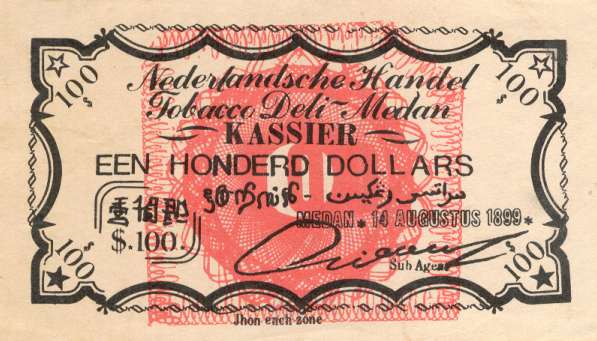 100 $
100 $
Nederlandsche Handel
Tobacco Deli-Medan
KASSIER
EEN HONDERD DOLLARS
$.100.
MEDAN * 14 AUGUSTUS 1899 *
Sub Agent
100 $
100 $
Jhon each zone